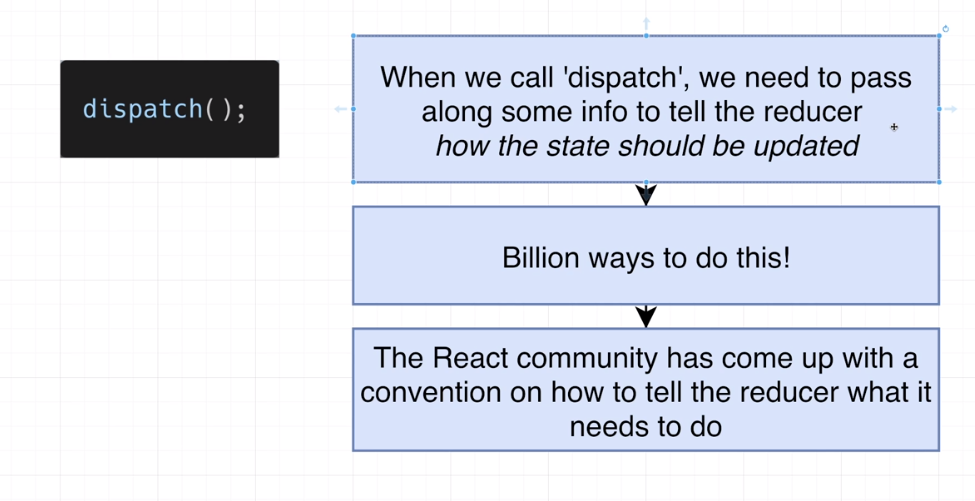 dispatch();
When we call 'dispatch', we need to pass
along some info to tell the reducer
how the state should be updated
Billion ways to do this!
The React community has come up with a
convention on how to tell the reducer what it
needs to do